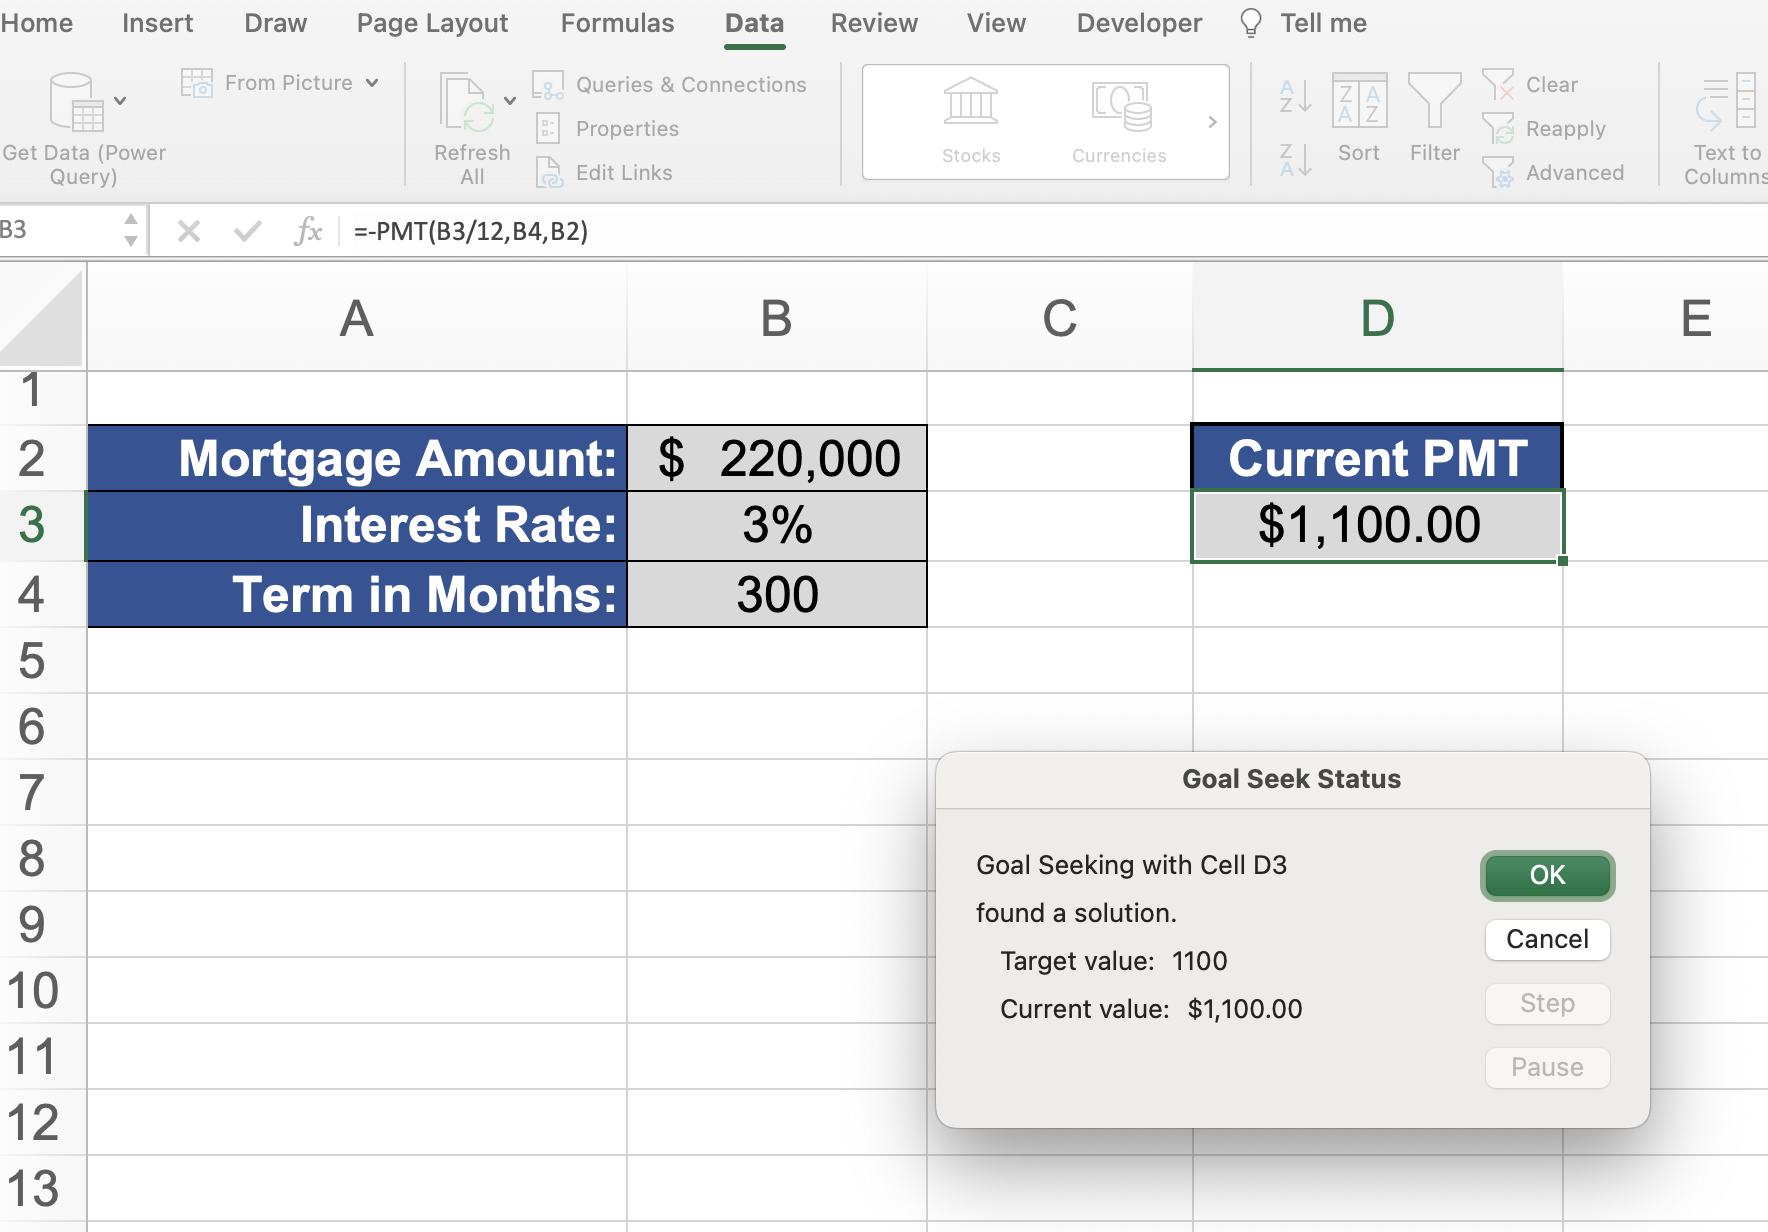 Home Insert Draw Page Layout Formulas Data Review View Developer Tell me
Get Data (Power Query)
From Picture
Refresh All
Queries & Connections
Properties
Edit Links
Stocks
Currencies
A Z
Z A
Z A A Z
Sort
Filter
Clear
Reapply
Advanced
Text to Columns
B3 fx =-PMT(B3/12,B4,B2)
A B C D E
1
2 Mortgage Amount: $ 220,000 Current PMT
3 Interest Rate: 3% $1,100.00
4 Term in Months: 300
5
6
7
8
9
10
11
12
13
Goal Seek Status
Goal Seeking with Cell D3
found a solution.
Target value: 1100
Current value: $1,100.00
OK
Cancel
Step
Pause